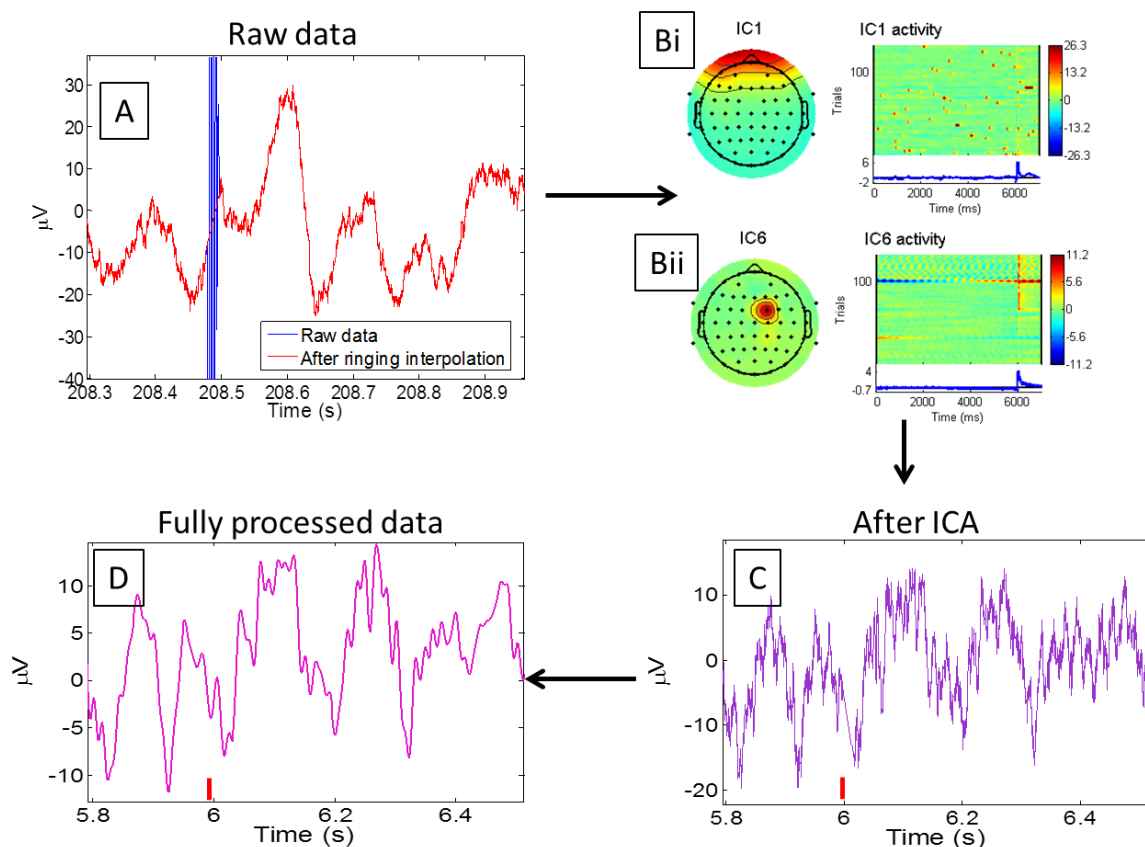 Raw data
A
30
20
10
0
-10
-20
-30
-40
μV
208.3 208.4 208.5 208.6 208.7 208.8 208.9
Time (s)
Raw data
After ringing interpolation
Bi
IC1
IC1 activity
Trials
100
26.3
13.2
0
-13.2
-26.3
6
-2
0 2000 4000 6000
Time (ms)
Bii
IC6
IC6 activity
Trials
100
11.2
5.6
0
-5.6
-11.2
4
-0.7
0 2000 4000 6000
Time (ms)
Fully processed data
D
10
5
0
-5
-10
μV
5.8 6 6.2 6.4
Time (s)
After ICA
C
10
0
-10
-20
μV
5.8 6 6.2 6.4
Time (s)